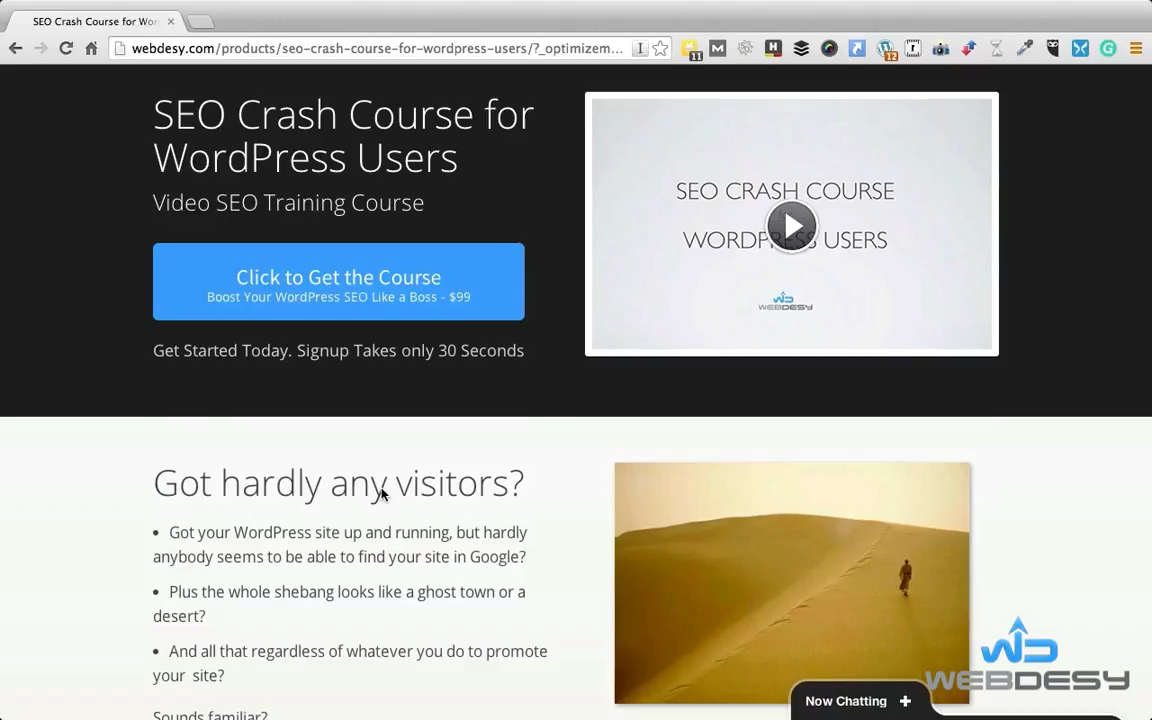 SEO Crash Course for Wor
webdesy.com/products/seo-crash-course-for-wordpress-users/?_optimizem...
11
12
SEO Crash Course for
WordPress Users
Video SEO Training Course
Click to Get the Course
Boost Your WordPress SEO Like a Boss - $99
Get Started Today. Signup Takes only 30 Seconds
SEO CRASH COURSE
WORDPRESS USERS
WEBDESY
Got hardly any visitors?
• Got your WordPress site up and running, but hardly
anybody seems to be able to find your site in Google?
• Plus the whole shebang looks like a ghost town or a
desert?
• And all that regardless of whatever you do to promote
your site?
Sounds familiar?
WEBDESY
Now Chatting +